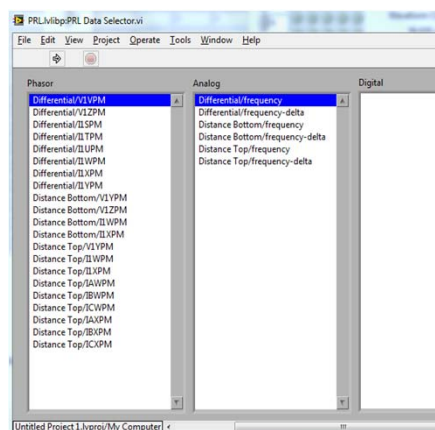 PRL.lvlibp:PRL Data Selector.vi
File Edit View Project Operate Tools Window Help
Phasor
Differential/V1VPM
Differential/V1ZPM
Differential/I1SPM
Differential/I1TPM
Differential/I1UPM
Differential/I1WPM
Differential/I1XPM
Differential/I1YPM
Distance Bottom/V1YPM
Distance Bottom/V1ZPM
Distance Bottom/I1WPM
Distance Bottom/I1XPM
Distance Top/V1YPM
Distance Top/I1WPM
Distance Top/I1XPM
Distance Top/IAWPM
Distance Top/IBWPM
Distance Top/ICWPM
Distance Top/IAXPM
Distance Top/IBXPM
Distance Top/ICXPM
Analog
Differential/frequency
Differential/frequency-delta
Distance Bottom/frequency
Distance Bottom/frequency-delta
Distance Top/frequency
Distance Top/frequency-delta
Digital
Untitled Project 1.lvproj/My Computer